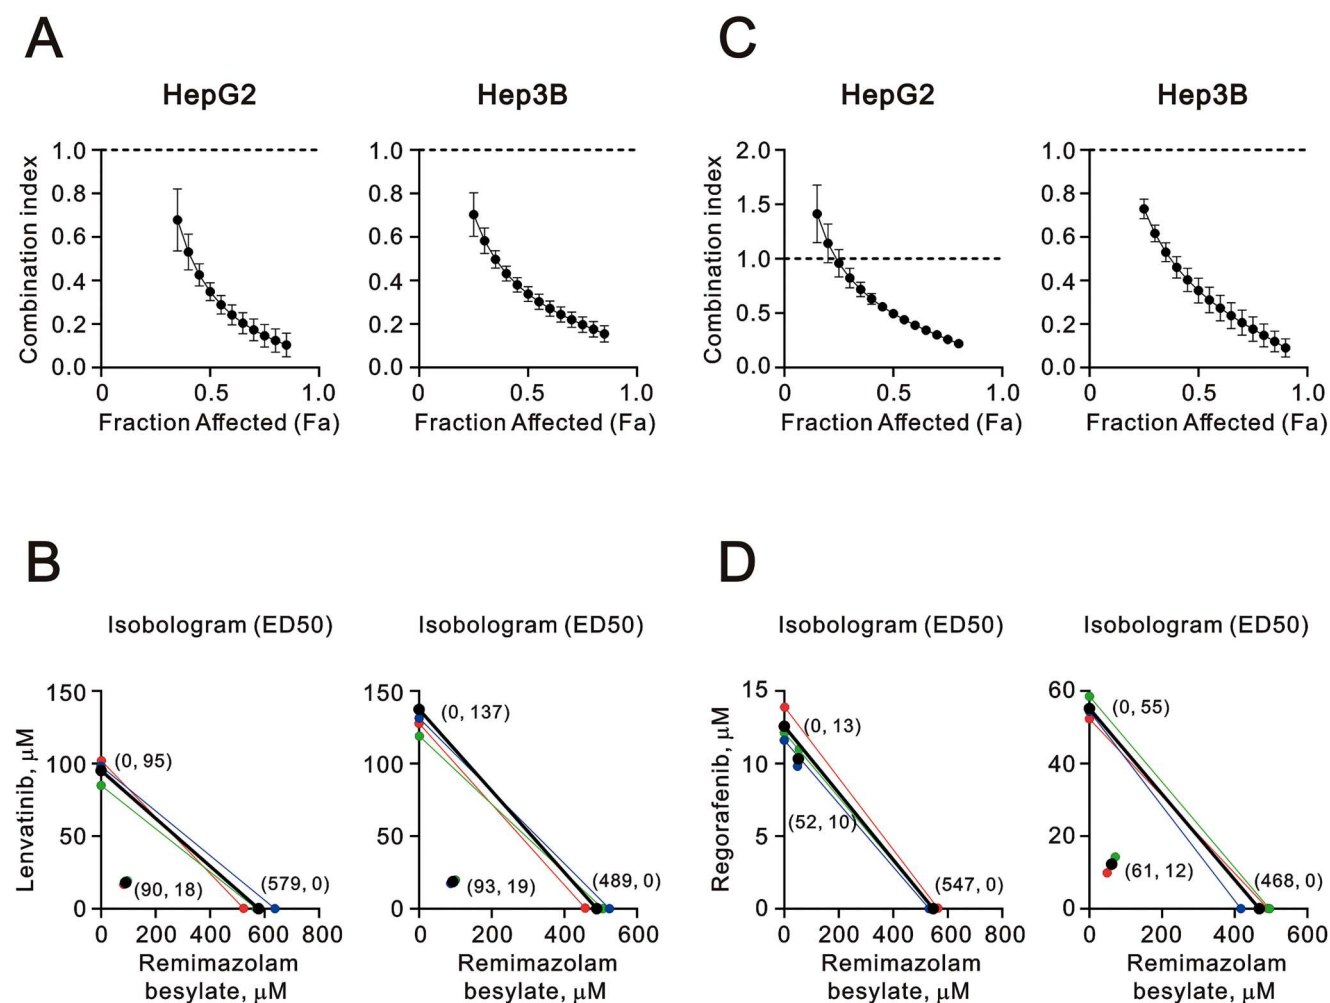 A
C
HepG2
Hep3B
HepG2
Hep3B
Combination index
1.0
0.8
0.6
0.4
0.2
0.0
0
0.5
1.0
Fraction Affected (Fa)
1.0
0.8
0.6
0.4
0.2
0.0
0
0.5
1.0
Fraction Affected (Fa)
Combination index
2.0
1.5
1.0
0.5
0.0
0
0.5
1.0
Fraction Affected (Fa)
1.0
0.8
0.6
0.4
0.2
0.0
0
0.5
1.0
Fraction Affected (Fa)
B
D
Isobologram (ED50)
Isobologram (ED50)
Isobologram (ED50)
Isobologram (ED50)
Lenvatinib, μM
150
100
50
0
(0, 95)
(90, 18)
(579, 0)
0
200
400
600
800
Remimazolam
besylate, μM
150
100
50
0
(0, 137)
(93, 19)
(489, 0)
0
200
400
600
Remimazolam
besylate, μM
Regorafenib, μM
15
10
5
0
(0, 13)
(52, 10)
(547, 0)
0
200
400
600
800
Remimazolam
besylate, μM
60
40
20
0
(0, 55)
(61, 12)
(468, 0)
0
200
400
600
Remimazolam
besylate, μM